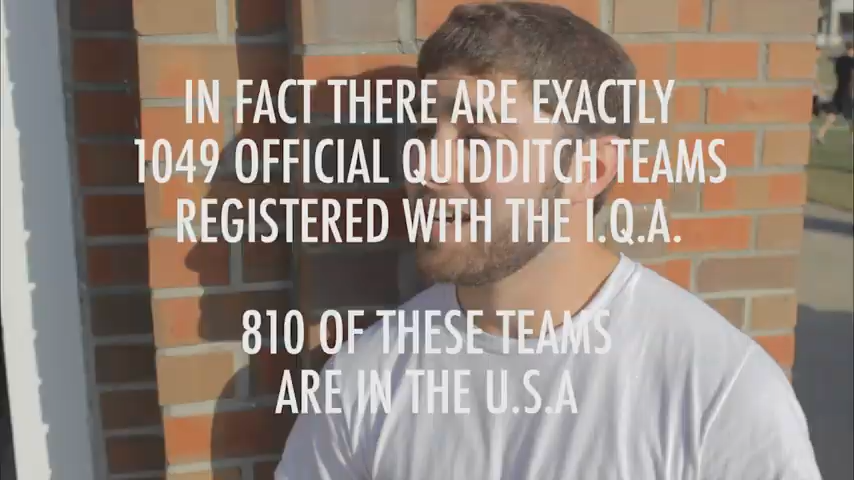 IN FACT THERE ARE EXACTLY
1049 OFFICIAL QUIDDITCH TEAMS
REGISTERED WITH THE I.Q.A.
810 OF THESE TEAMS
ARE IN THE U.S.A